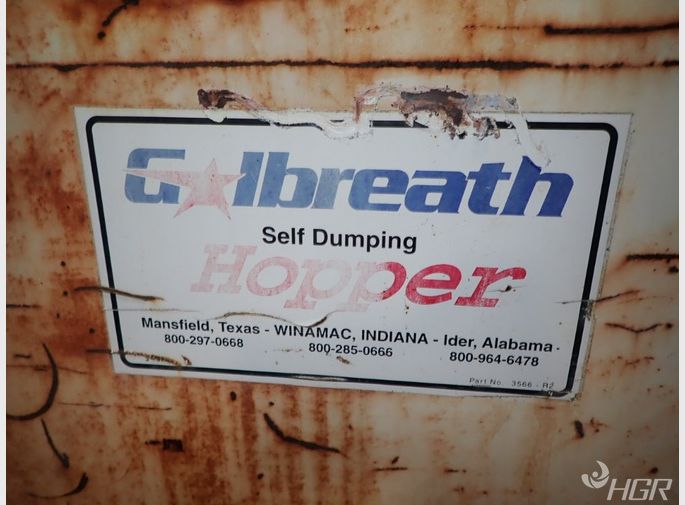 Galbreath
Self Dumping
Hopper
Mansfield, Texas - WINAMAC, INDIANA - Ider, Alabama
800-297-0668 800-285-0666 800-964-6478
Part No. 3566 - R2
HGR